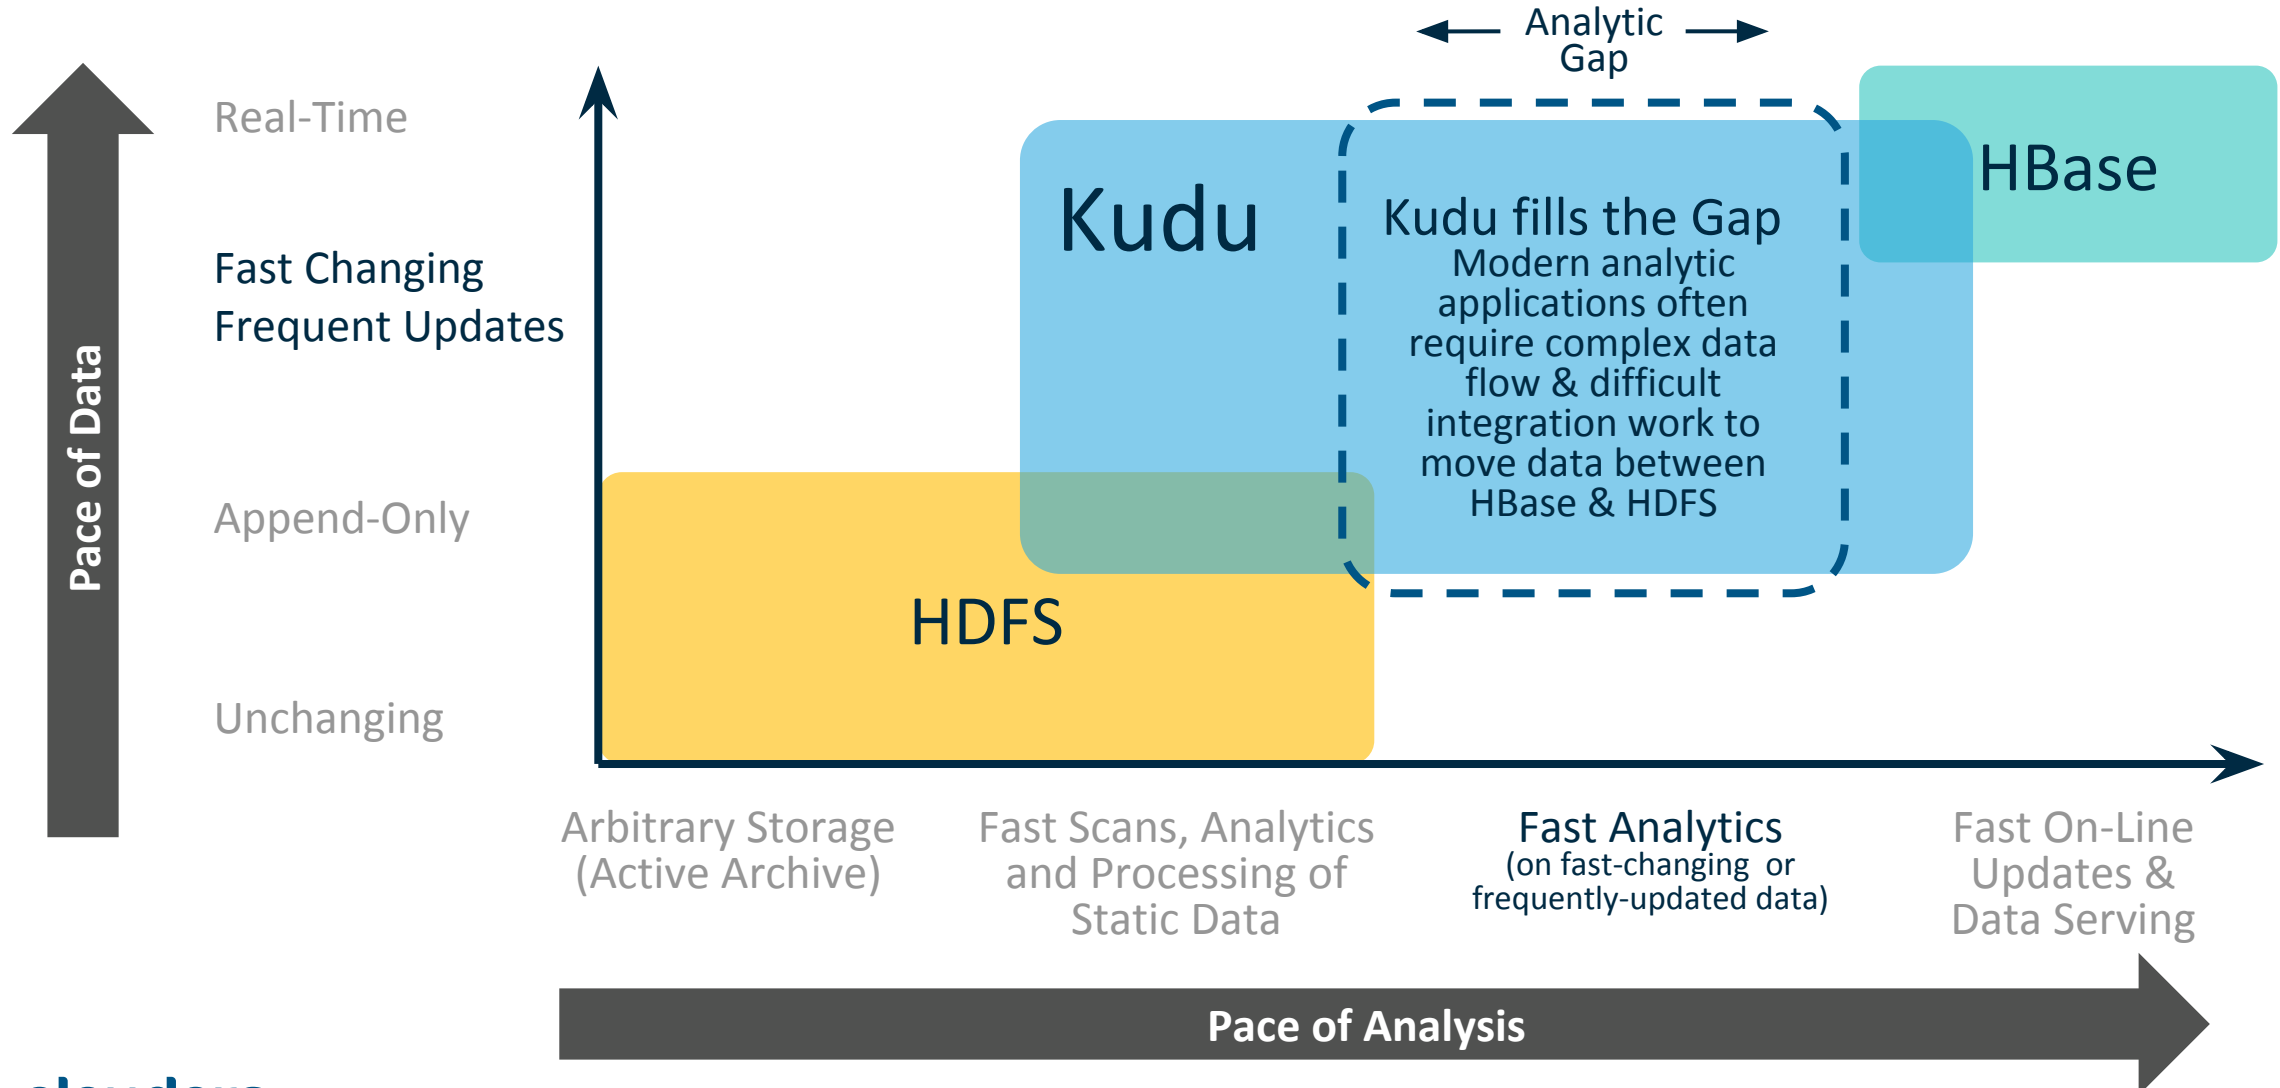 Analytic
Gap
Real-Time
Fast Changing
Frequent Updates
Append-Only
Unchanging
Pace of Data
Kudu
Kudu fills the Gap
Modern analytic
applications often
require complex data
flow & difficult
integration work to
move data between
HBase & HDFS
HBase
HDFS
Arbitrary Storage
(Active Archive)
Fast Scans, Analytics
and Processing of
Static Data
Fast Analytics
(on fast-changing or
frequently-updated data)
Fast On-Line
Updates &
Data Serving
Pace of Analysis